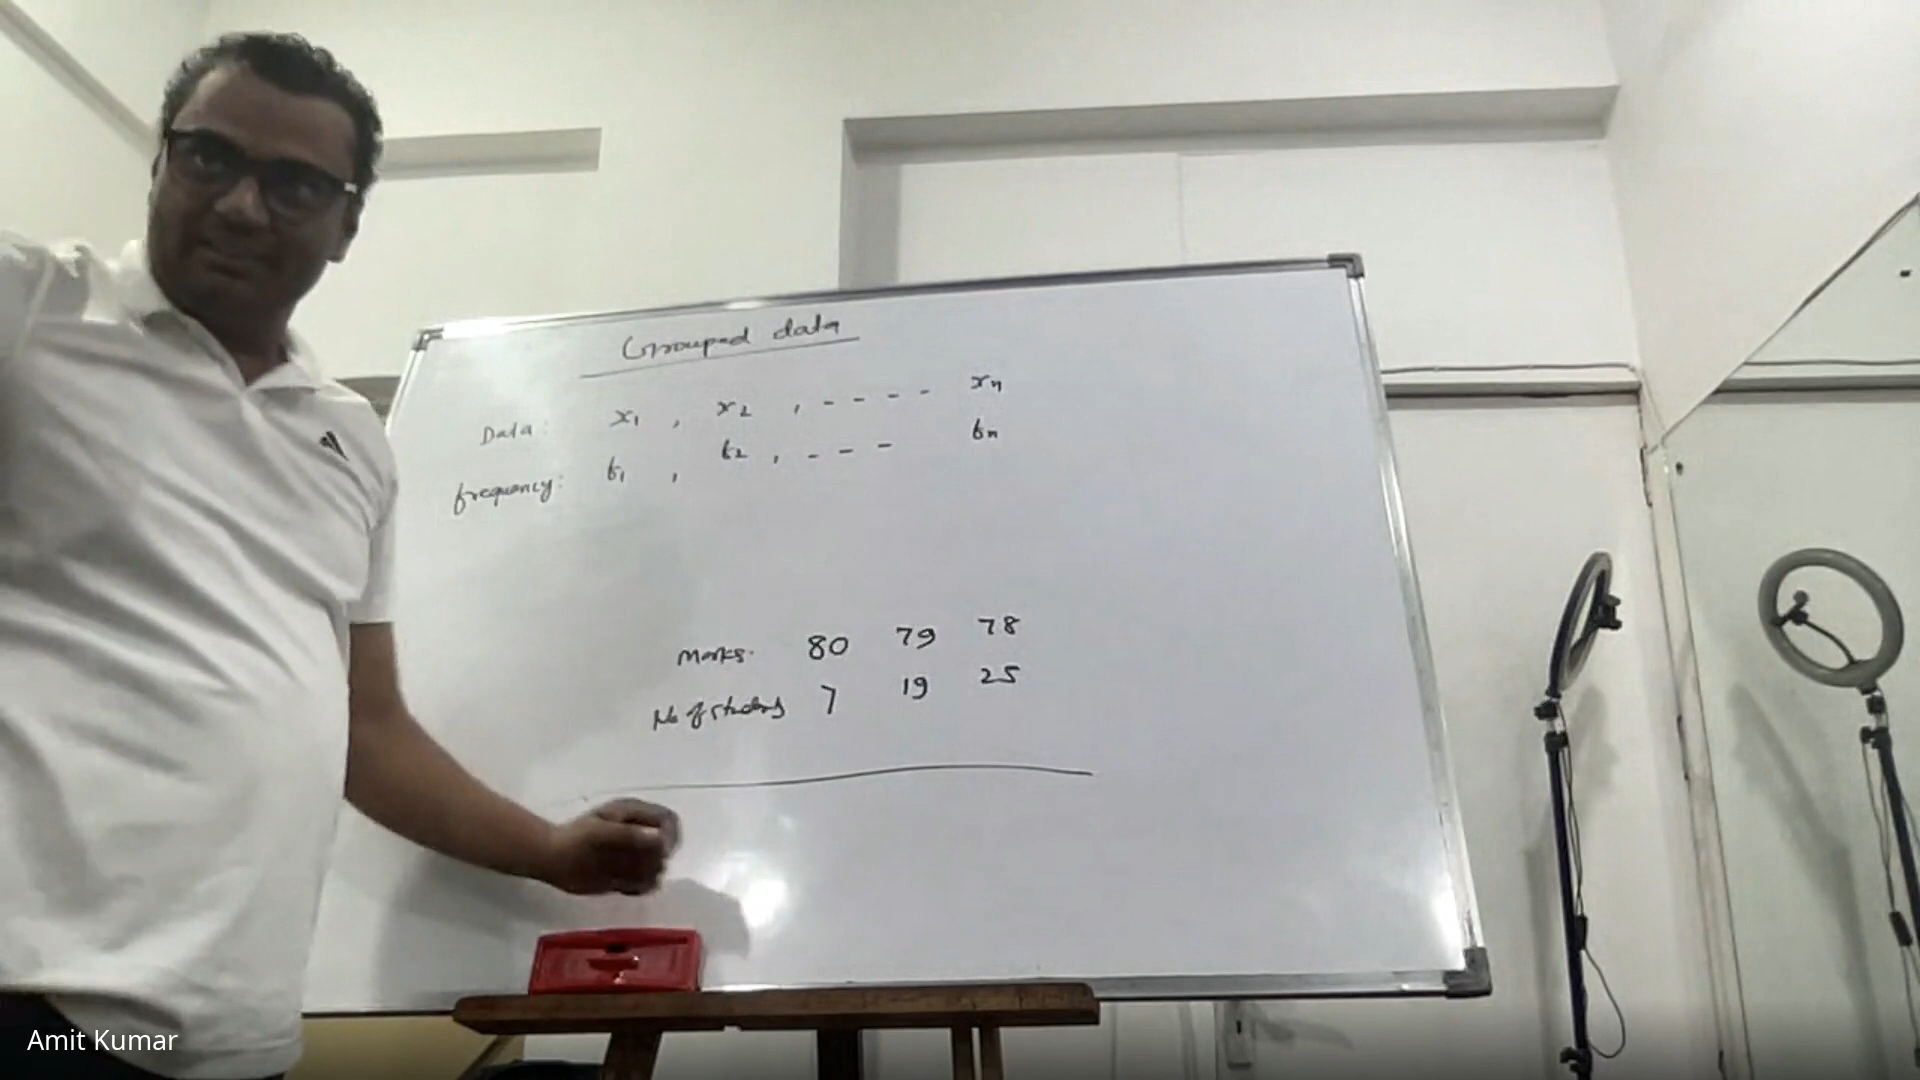 Grouped data
Data: x₁ , x₂ , - - - - xₙ
frequency: f₁ , f₂ , - - - fₙ
Marks. 80 79 78
No of students 7 19 25
Amit Kumar